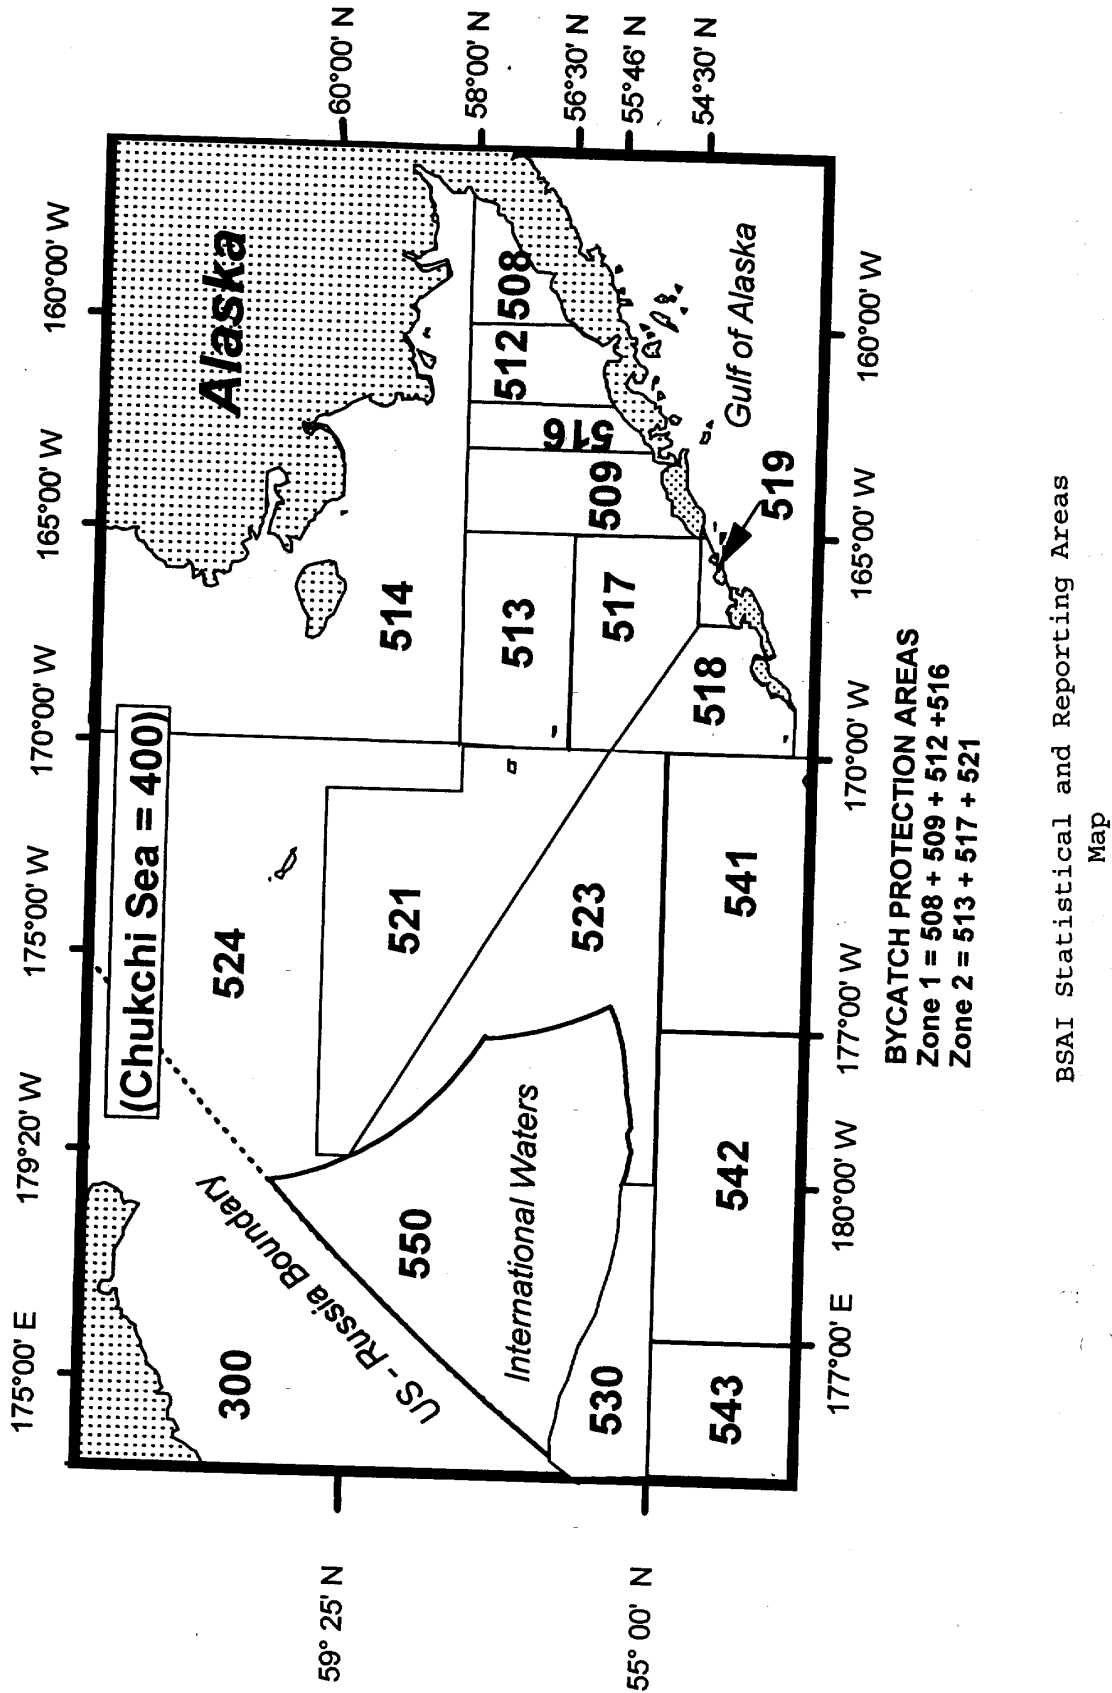 175°00' E
179°20' W
175°00' W
170°00' W
165°00' W
160°00' W
(Chukchi Sea = 400)
Alaska
60°00' N
58°00' N
56°30' N
55°46' N
54°30' N
59° 25' N
55° 00' N
300
US - Russia Boundary
524
514
550
521
513
512
508
516
509
International Waters
523
517
530
518
519
Gulf of Alaska
543
542
541
177°00' E
180°00' W
177°00' W
170°00' W
165°00' W
160°00' W
BYCATCH PROTECTION AREAS
Zone 1 = 508 + 509 + 512 +516
Zone 2 = 513 + 517 + 521
BSAI Statistical and Reporting Areas
Map